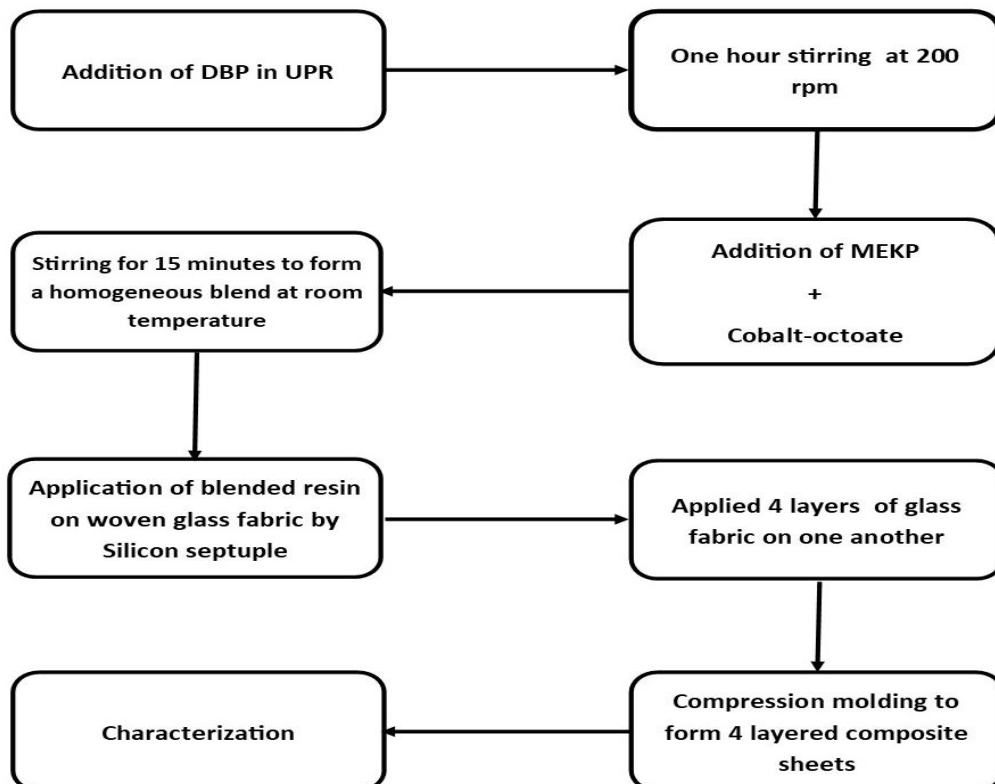 Addition of DBP in UPR
One hour stirring at 200
rpm
Addition of MEKP
+
Cobalt-octoate
Stirring for 15 minutes to form
a homogeneous blend at room
temperature
Application of blended resin
on woven glass fabric by
Silicon septuple
Applied 4 layers of glass
fabric on one another
Compression molding to
form 4 layered composite
sheets
Characterization